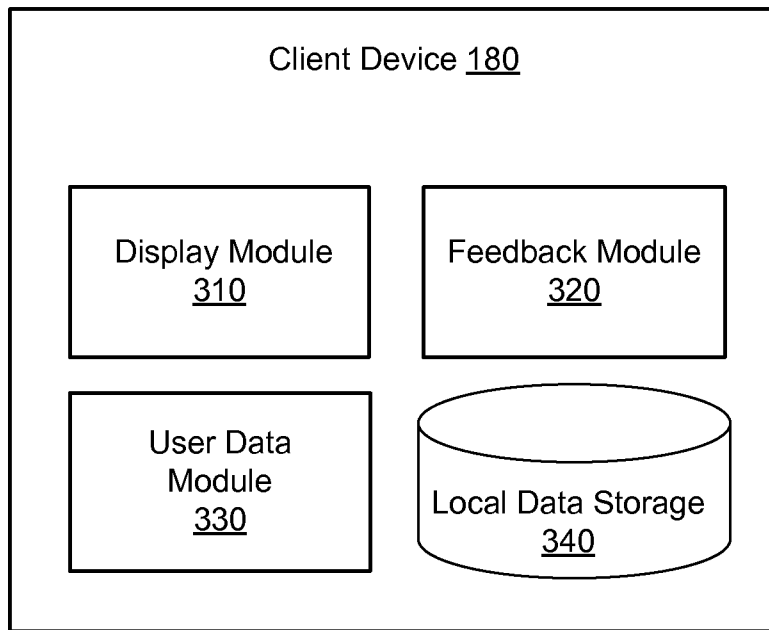 Client Device 180
Display Module
310
Feedback Module
320
User Data
Module
330
Local Data Storage
340